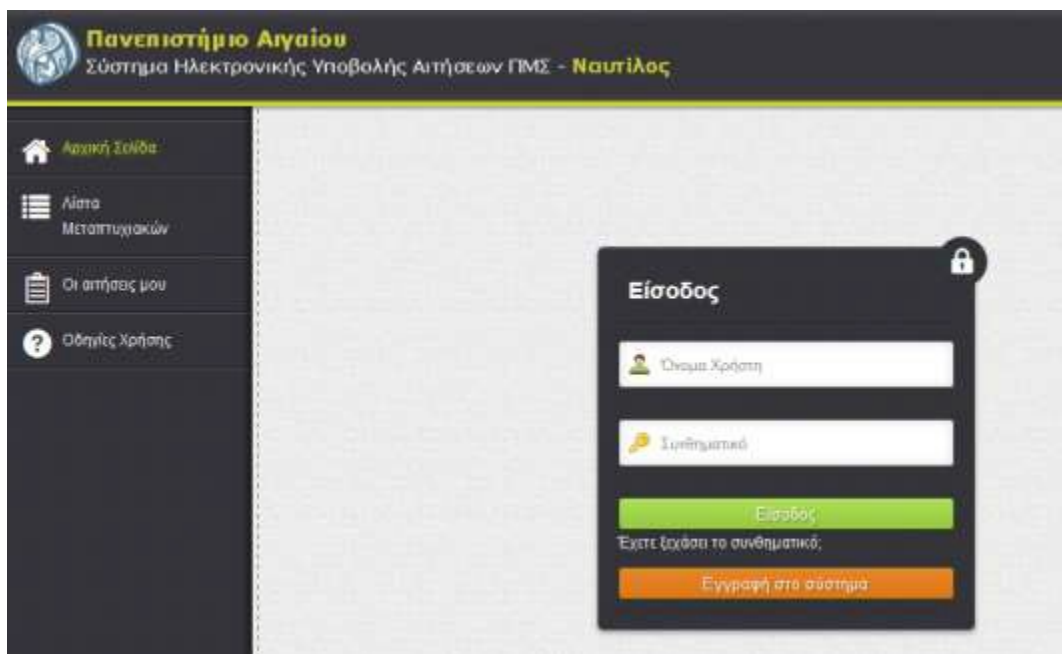 Πανεπιστήμιο Αιγαίου
Σύστημα Ηλεκτρονικής Υποβολής Αιτήσεων ΠΜΣ - Ναυτίλος
Αρχική Σελίδα
Λίστα
Μεταπτυχιακών
Οι αιτήσεις μου
Οδηγίες Χρήσης
Είσοδος
Όνομα Χρήστη
Συνθηματικό
Είσοδος
Έχετε ξεχάσει το συνθηματικό;
Εγγραφή στο σύστημα